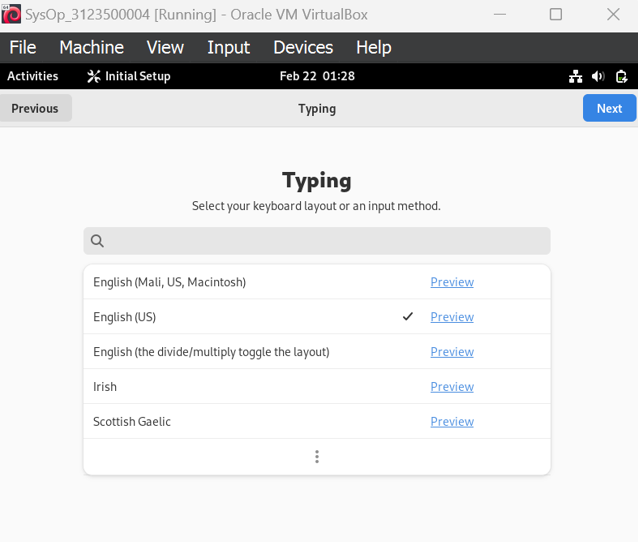 SysOp_3123500004 [Running] - Oracle VM VirtualBox
File Machine View Input Devices Help
Activities Initial Setup Feb 22 01:28
Previous Typing Next
Typing
Select your keyboard layout or an input method.
English (Mali, US, Macintosh) Preview
English (US) Preview
English (the divide/multiply toggle the layout) Preview
Irish Preview
Scottish Gaelic Preview